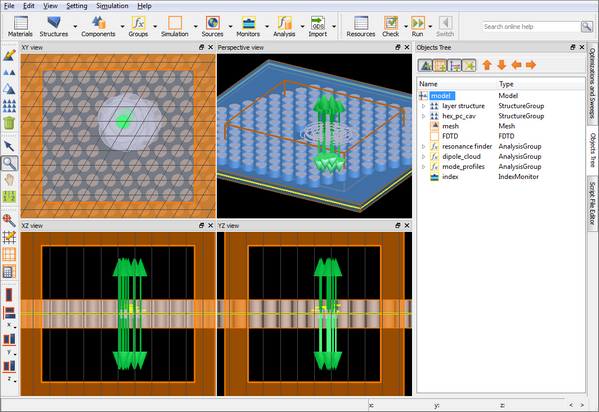 File Edit View Setting Simulation Help
Materials Structures Components Groups Simulation Sources Monitors Analysis Import Resources Check Run Switch
GDS
Search online help
XY view
Perspective view
Objects Tree
Name Type
model Model
layer structure StructureGroup
hex_pc_cav StructureGroup
mesh Mesh
FDTD FDTD
resonance finder AnalysisGroup
dipole_cloud AnalysisGroup
mode_profiles AnalysisGroup
index IndexMonitor
Optimizations and Sweeps
Objects Tree
Script File Editor
XZ view
YZ view
x
y
z
x: y: z: